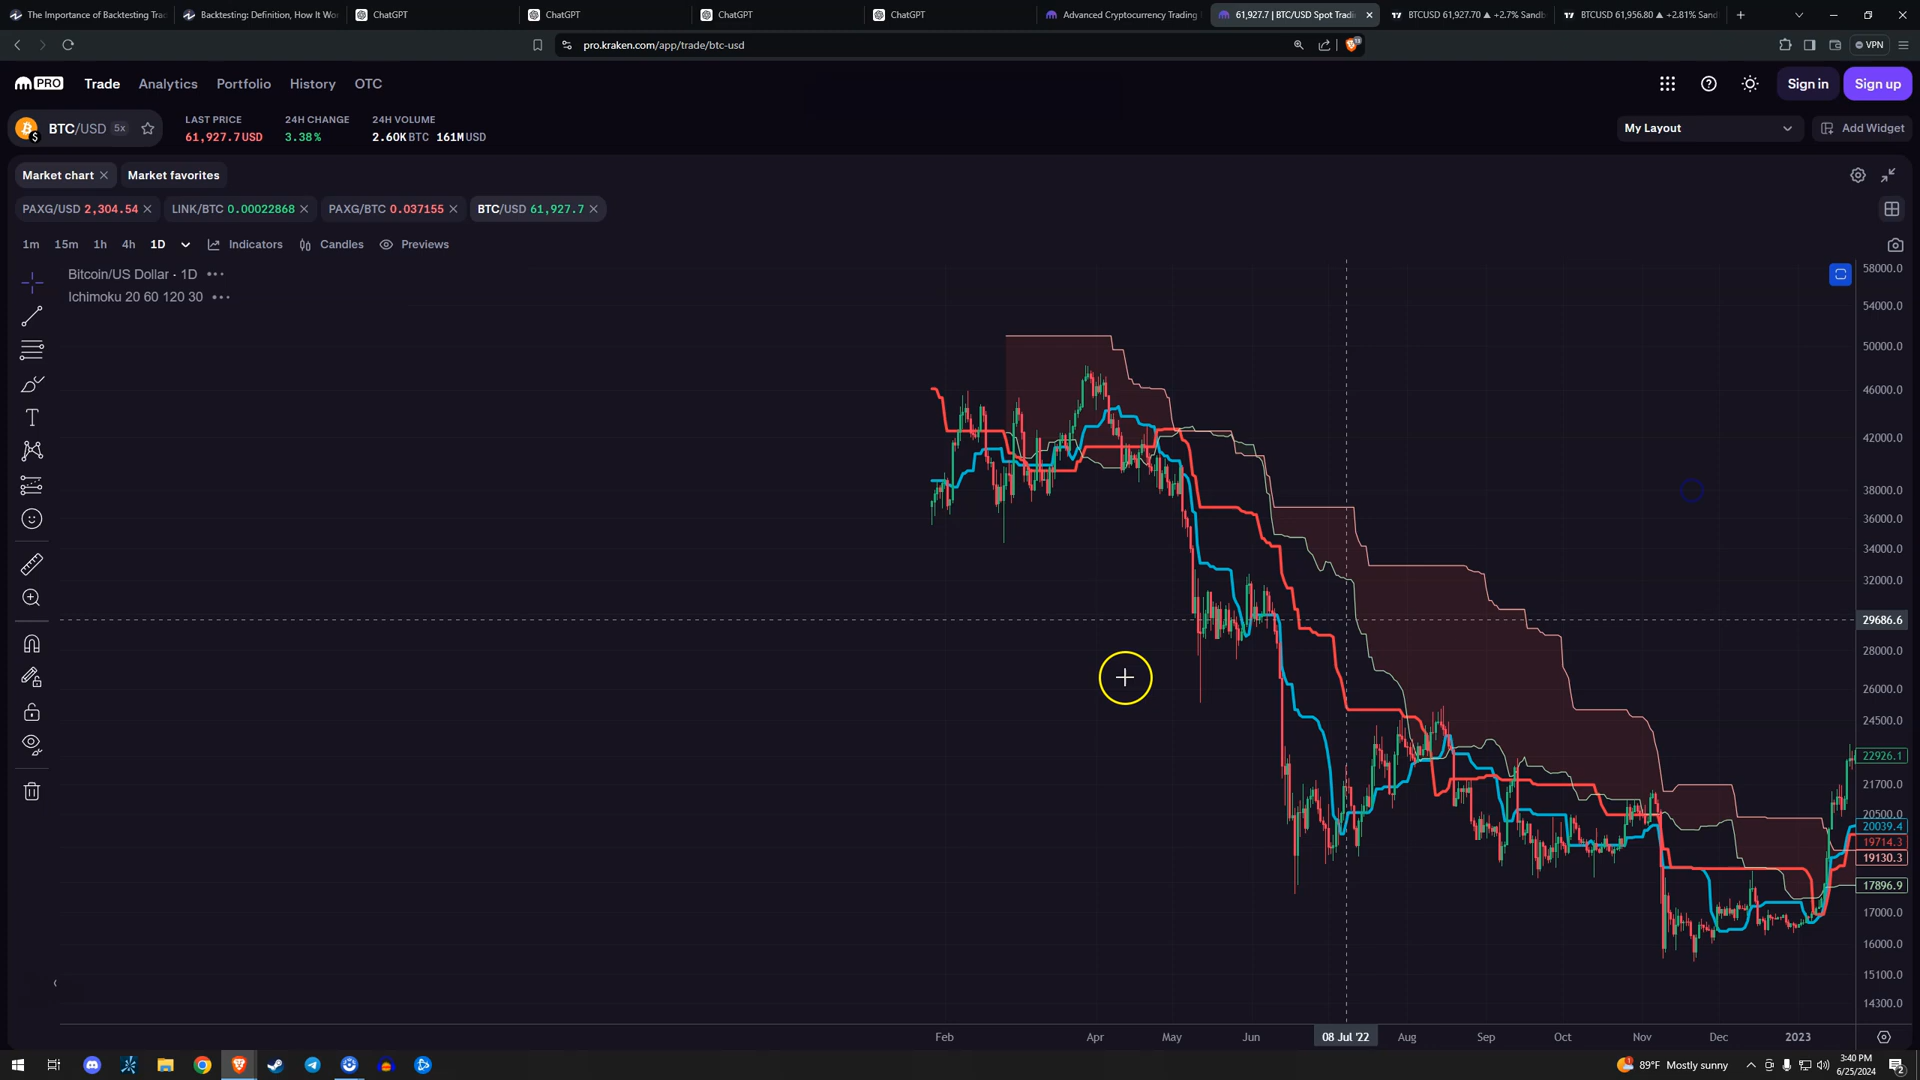 The Importance of Backtesting Trad
Backtesting: Definition, How It Wor
ChatGPT
ChatGPT
ChatGPT
ChatGPT
Advanced Cryptocurrency Trading
61,927.7 | BTC/USD Spot Tradin
BTCUSD 61,927.70 ▲ +2.7% Sandb
BTCUSD 61,956.80 ▲ +2.81% Sand
pro.kraken.com/app/trade/btc-usd
VPN
PRO
Trade
Analytics
Portfolio
History
OTC
Sign in
Sign up
BTC/USD 5x
LAST PRICE
61,927.7 USD
24H CHANGE
3.38%
24H VOLUME
2.60K BTC 161M USD
My Layout
Add Widget
Market chart
Market favorites
PAXG/USD 2,304.54
LINK/BTC 0.00022868
PAXG/BTC 0.037155
BTC/USD 61,927.7
1m 15m 1h 4h 1D
Indicators
Candles
Previews
Bitcoin/US Dollar · 1D
Ichimoku 20 60 120 30
58000.0
54000.0
50000.0
46000.0
42000.0
38000.0
36000.0
34000.0
32000.0
29686.6
28000.0
26000.0
24500.0
22926.1
21700.0
20500.0
20039.4
19714.3
19130.3
17896.9
17000.0
16000.0
15100.0
14300.0
Feb
Apr
May
Jun
08 Jul '22
Aug
Sep
Oct
Nov
Dec
2023
89°F Mostly sunny
3:40 PM
6/25/2024